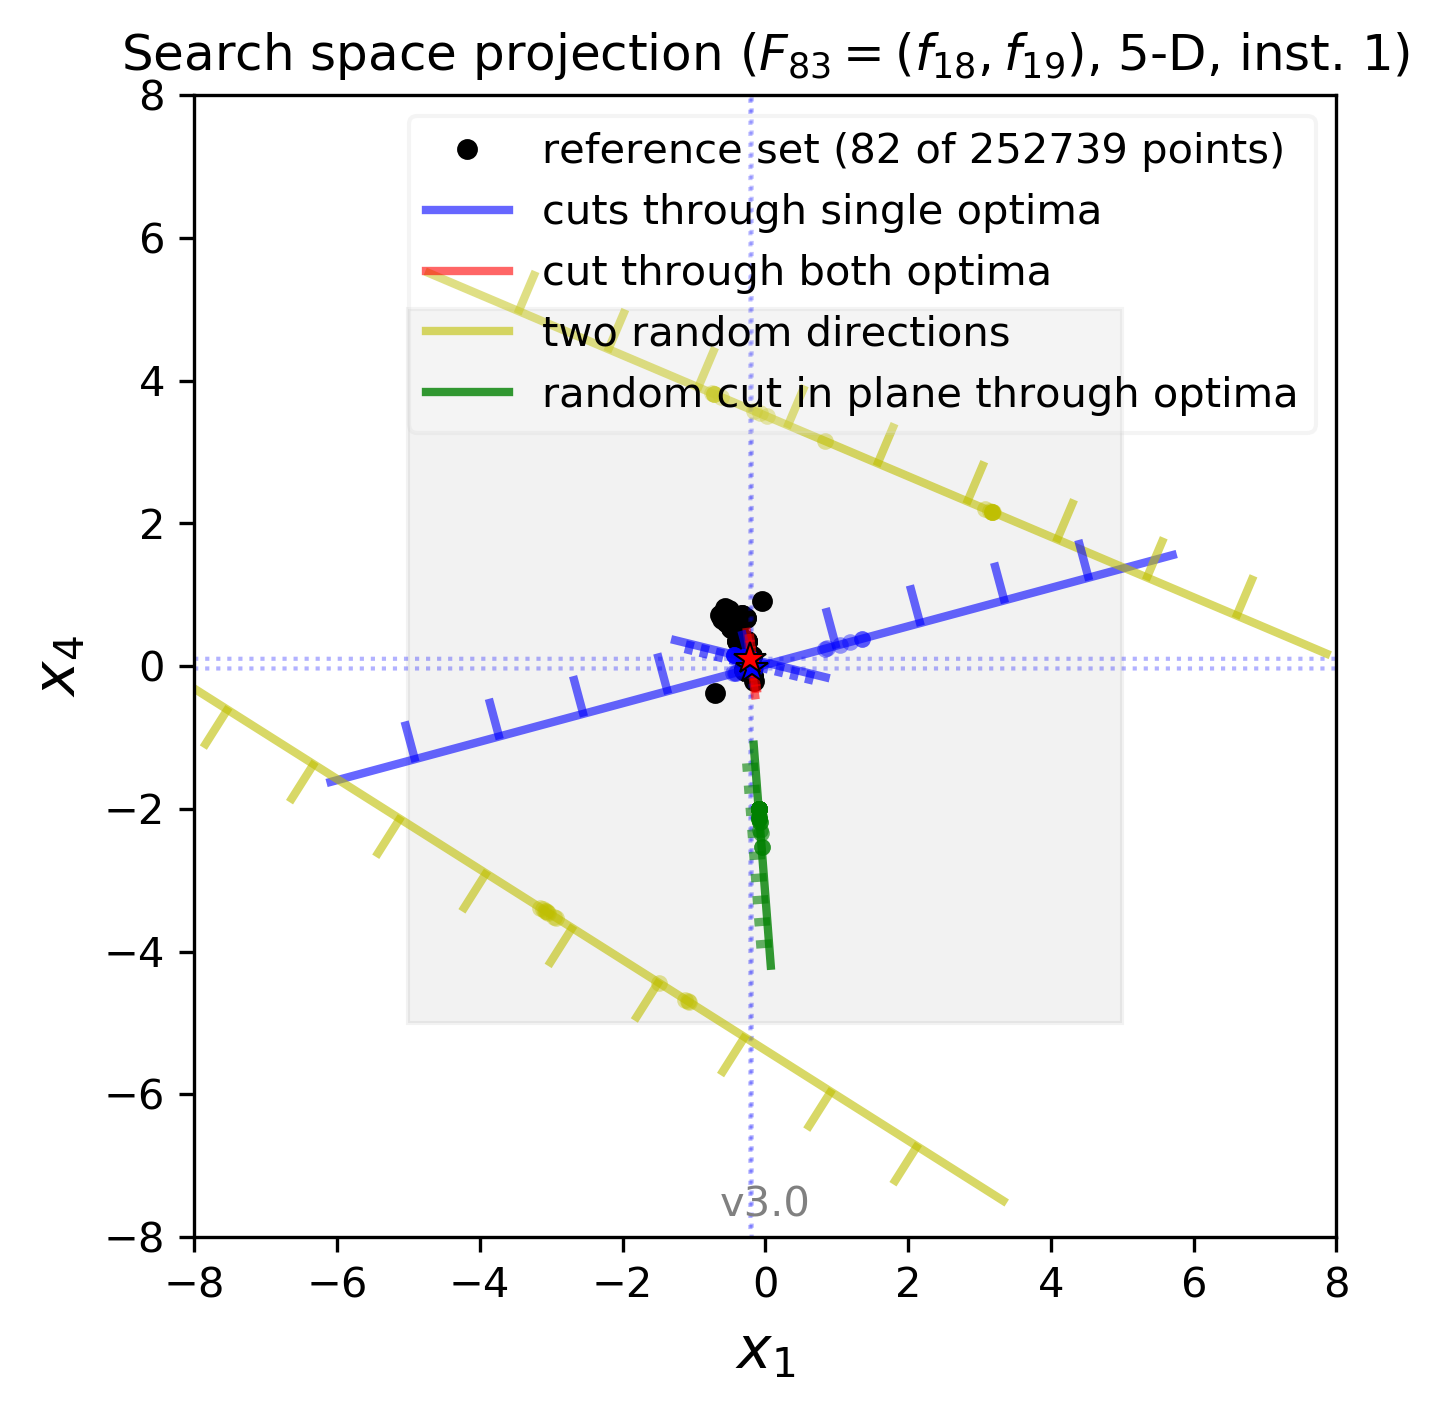 Search space projection (F₈₃ = (f₁₈, f₁₉), 5-D, inst. 1)
8
6
4
2
0
−2
−4
−6
−8
x₄
reference set (82 of 252739 points)
cuts through single optima
cut through both optima
two random directions
random cut in plane through optima
v3.0
−8 −6 −4 −2 0 2 4 6 8
x₁